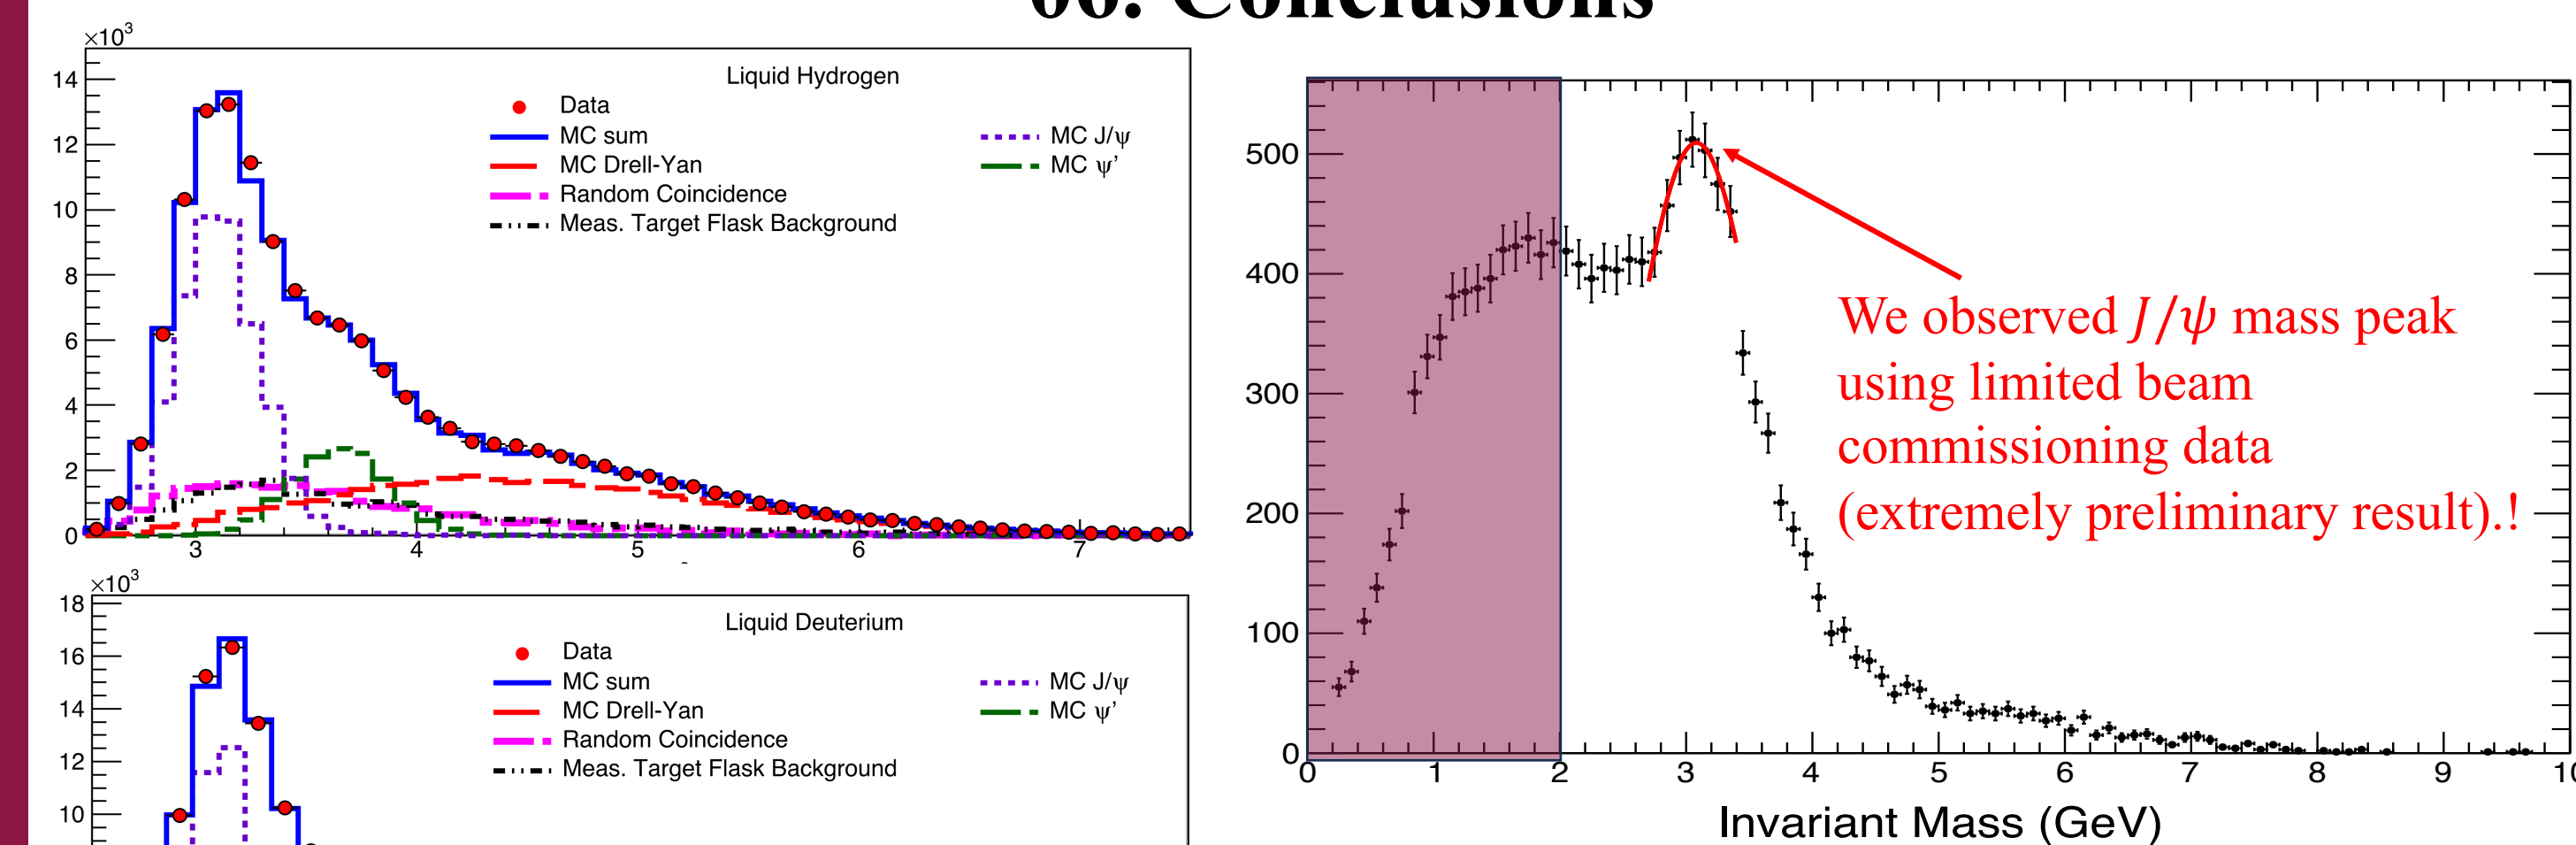 06. Conclusions
×10³
Liquid Hydrogen
Data
MC sum
MC Drell-Yan
Random Coincidence
Meas. Target Flask Background
MC J/ψ
MC ψ'
14
12
10
8
6
4
2
0
3 4 5 6 7
×10³
Liquid Deuterium
Data
MC sum
MC Drell-Yan
Random Coincidence
Meas. Target Flask Background
MC J/ψ
MC ψ'
18
16
14
12
10
500
400
300
200
100
0
0 1 2 3 4 5 6 7 8 9 10
Invariant Mass (GeV)
We observed J/ψ mass peak
using limited beam
commissioning data
(extremely preliminary result).!